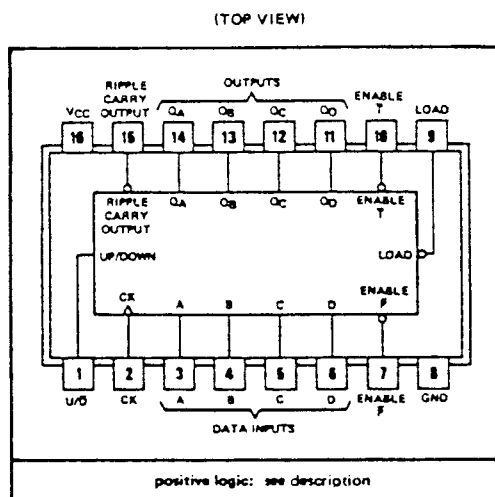 (TOP VIEW)
RIPPLE CARRY OUTPUT
OUTPUTS
ENABLE T
VCC QA QB QC QD LOAD
16 15 14 13 12 11 10 9
RIPPLE CARRY OUTPUT QA QB QC QD ENABLE T
UP/DOWN
LOAD
CK A B C D ENABLE P
1 2 3 4 5 6 7 8
U/D CK A B C D ENABLE P GND
DATA INPUTS
positive logic: see description